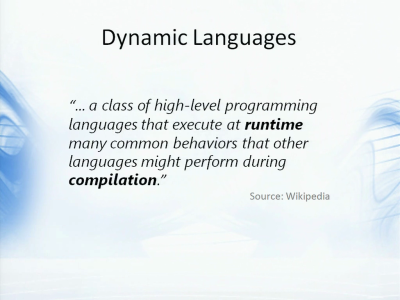 Dynamic Languages
“... a class of high-level programming
languages that execute at runtime
many common behaviors that other
languages might perform during
compilation.”
Source: Wikipedia